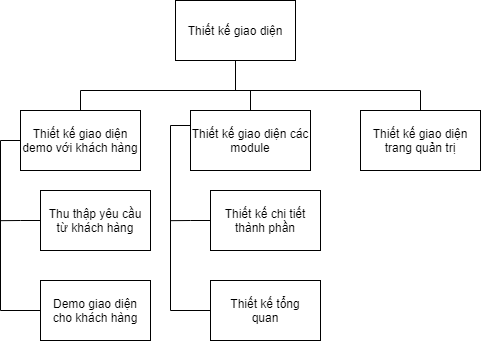 Thiết kế giao diện
Thiết kế giao diện
demo với khách hàng
Thiết kế giao diện các
module
Thiết kế giao diện
trang quản trị
Thu thập yêu cầu
từ khách hàng
Thiết kế chi tiết
thành phần
Demo giao diện
cho khách hàng
Thiết kế tổng
quan